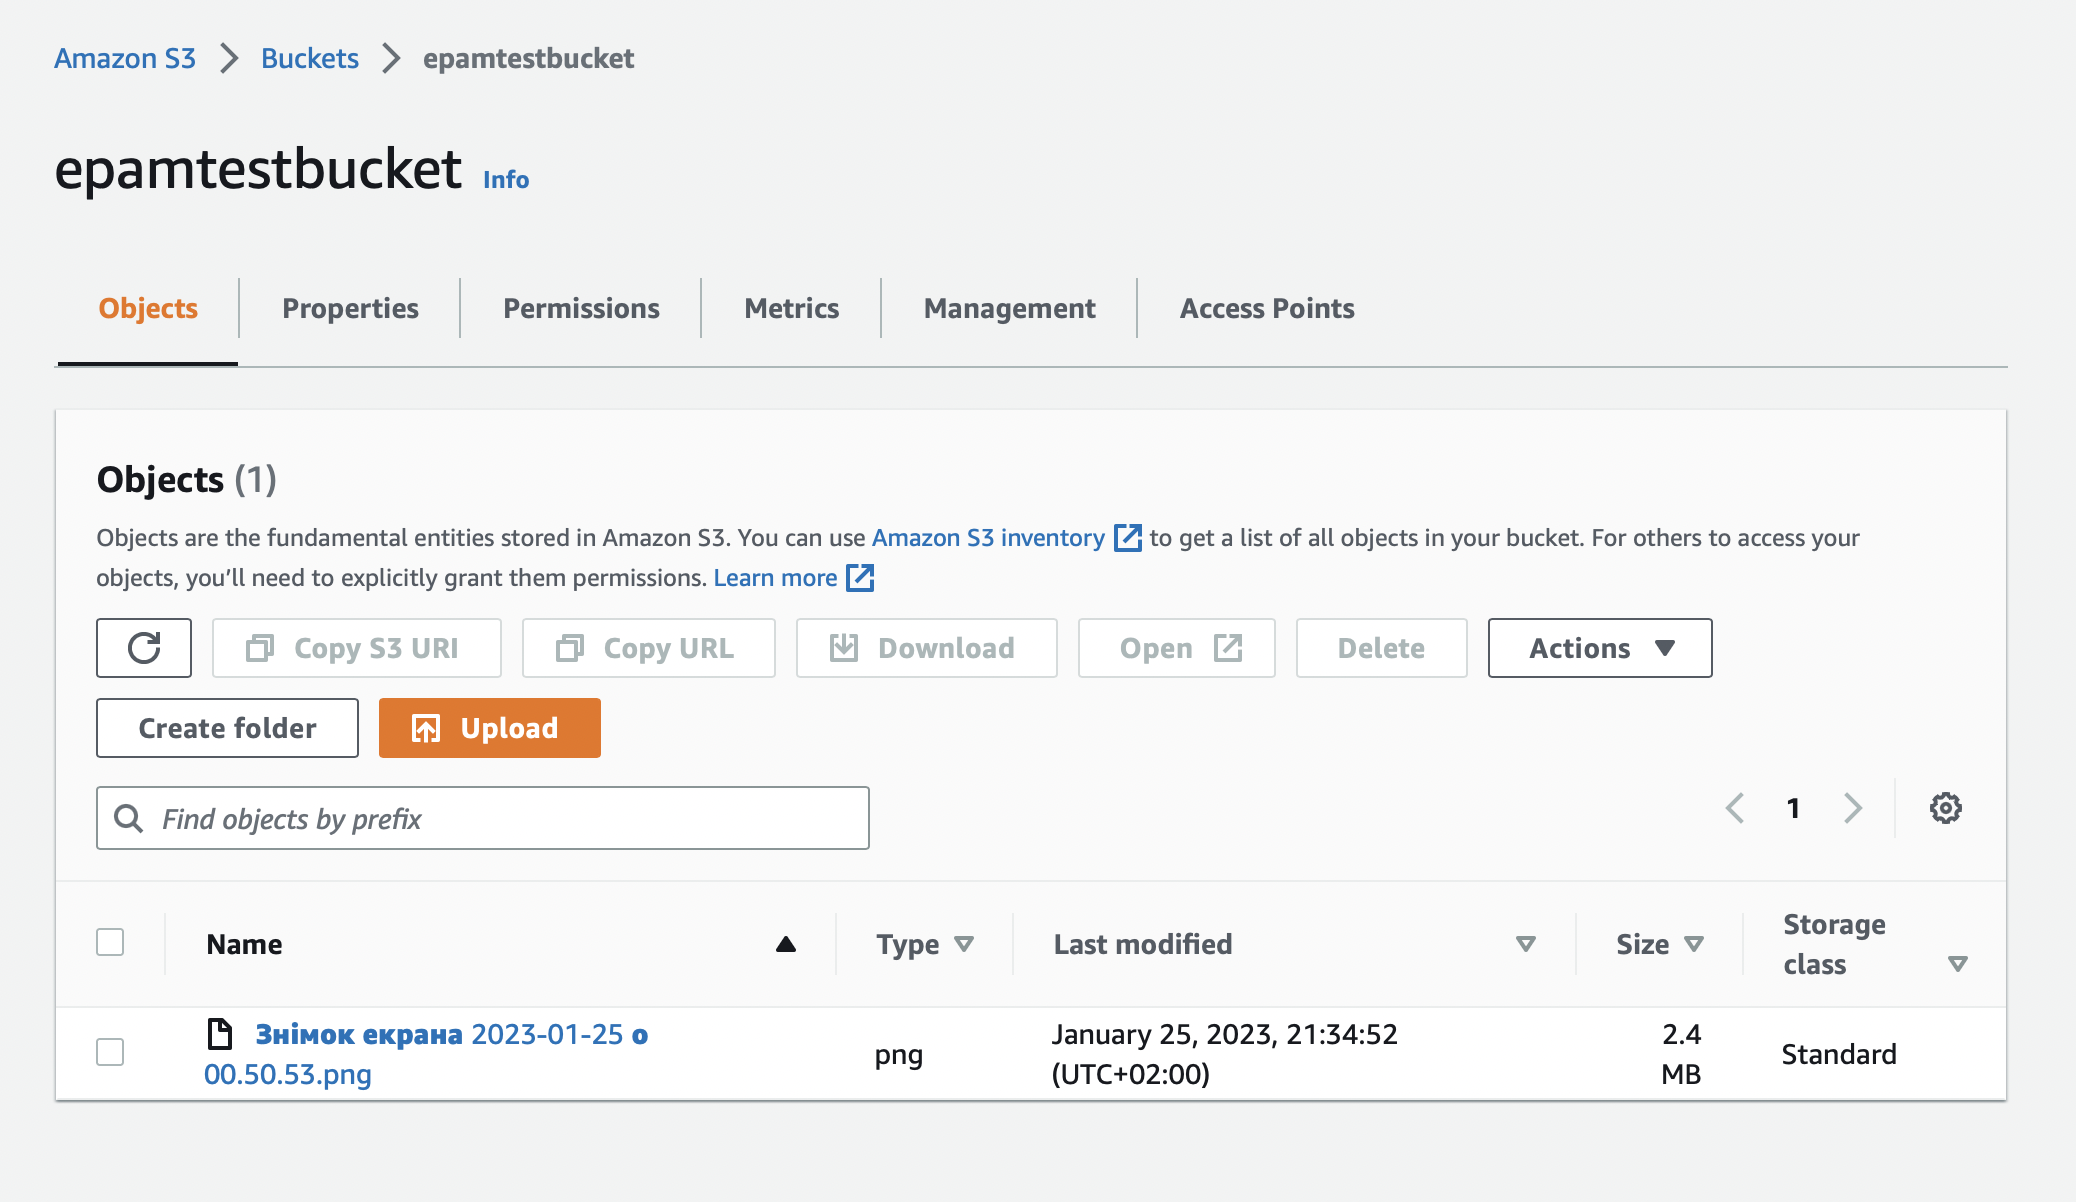 Amazon S3 > Buckets > epamtestbucket
epamtestbucket Info
Objects Properties Permissions Metrics Management Access Points
Objects (1)
Objects are the fundamental entities stored in Amazon S3. You can use Amazon S3 inventory to get a list of all objects in your bucket. For others to access your
objects, you’ll need to explicitly grant them permissions. Learn more
Copy S3 URI Copy URL Download Open Delete Actions
Create folder Upload
Find objects by prefix 1
Name Type Last modified Size Storage
class
Знімок екрана 2023-01-25 о
00.50.53.png
png
January 25, 2023, 21:34:52
(UTC+02:00)
2.4
MB
Standard